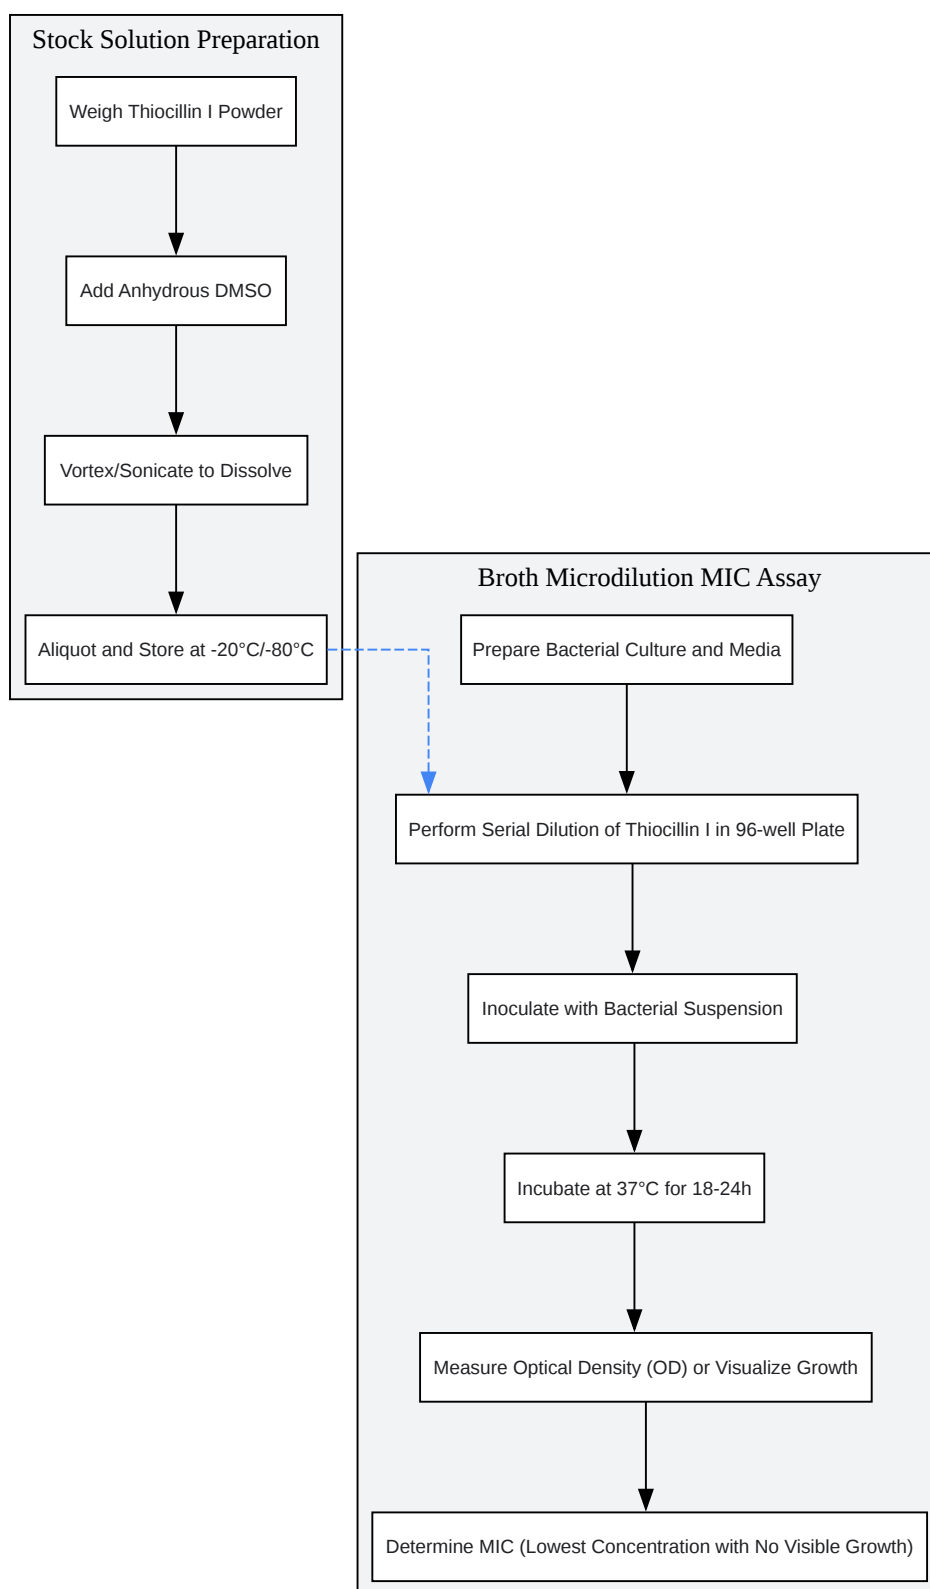 Stock Solution Preparation
Weigh Thiocillin I Powder
Add Anhydrous DMSO
Vortex/Sonicate to Dissolve
Aliquot and Store at -20°C/-80°C
Broth Microdilution MIC Assay
Prepare Bacterial Culture and Media
Perform Serial Dilution of Thiocillin I in 96-well Plate
Inoculate with Bacterial Suspension
Incubate at 37°C for 18-24h
Measure Optical Density (OD) or Visualize Growth
Determine MIC (Lowest Concentration with No Visible Growth)